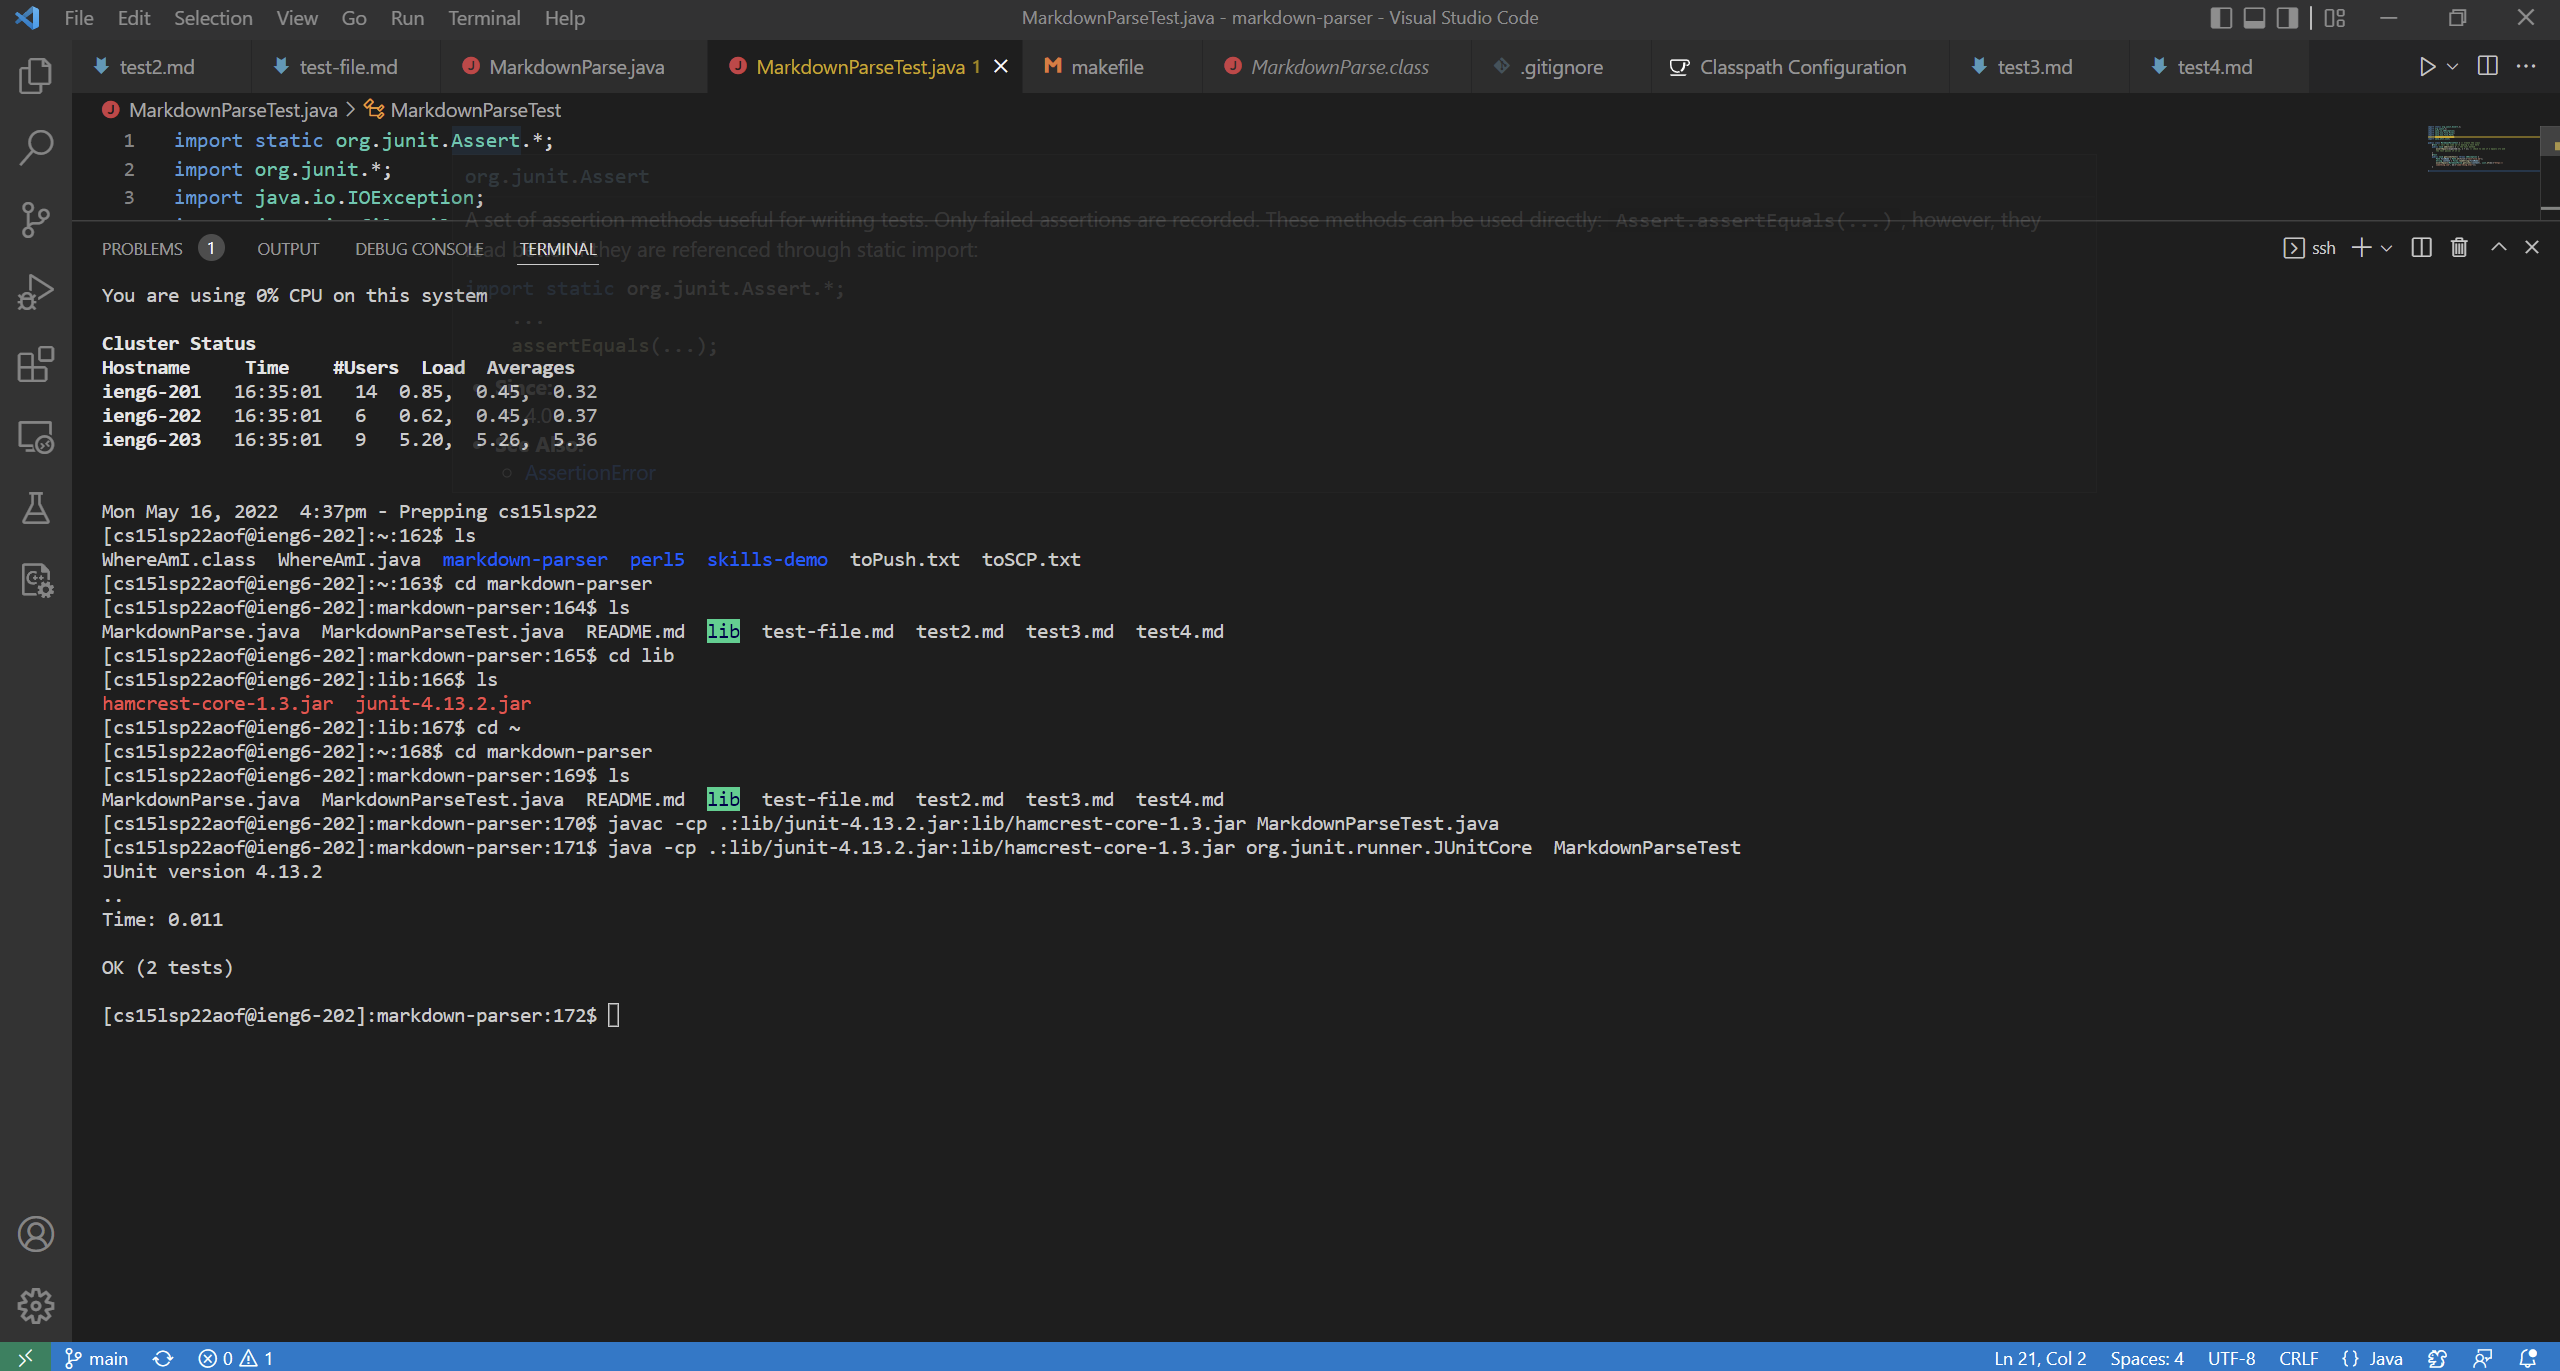 File Edit Selection View Go Run Terminal Help MarkdownParseTest.java - markdown-parser - Visual Studio Code
test2.md test-file.md MarkdownParse.java MarkdownParseTest.java 1 makefile MarkdownParse.class .gitignore Classpath Configuration test3.md test4.md
MarkdownParseTest.java > MarkdownParseTest
1 import static org.junit.Assert.*;
2 import org.junit.*;
3 import java.io.IOException;
org.junit.Assert
A set of assertion methods useful for writing tests. Only failed assertions are recorded. These methods can be used directly: Assert.assertEquals(...) , however, they
they are referenced through static import:
import static org.junit.Assert.*;
...
assertEquals(...);
Since:
4.0
See Also:
AssertionError
PROBLEMS 1 OUTPUT DEBUG CONSOLE TERMINAL ssh
You are using 0% CPU on this system
Cluster Status
Hostname Time #Users Load Averages
ieng6-201 16:35:01 14 0.85, 0.45, 0.32
ieng6-202 16:35:01 6 0.62, 0.45, 0.37
ieng6-203 16:35:01 9 5.20, 5.26, 5.36
Mon May 16, 2022 4:37pm - Prepping cs15lsp22
[cs15lsp22aof@ieng6-202]:~:162$ ls
WhereAmI.class WhereAmI.java markdown-parser perl5 skills-demo toPush.txt toSCP.txt
[cs15lsp22aof@ieng6-202]:~:163$ cd markdown-parser
[cs15lsp22aof@ieng6-202]:markdown-parser:164$ ls
MarkdownParse.java MarkdownParseTest.java README.md lib test-file.md test2.md test3.md test4.md
[cs15lsp22aof@ieng6-202]:markdown-parser:165$ cd lib
[cs15lsp22aof@ieng6-202]:lib:166$ ls
hamcrest-core-1.3.jar junit-4.13.2.jar
[cs15lsp22aof@ieng6-202]:lib:167$ cd ~
[cs15lsp22aof@ieng6-202]:~:168$ cd markdown-parser
[cs15lsp22aof@ieng6-202]:markdown-parser:169$ ls
MarkdownParse.java MarkdownParseTest.java README.md lib test-file.md test2.md test3.md test4.md
[cs15lsp22aof@ieng6-202]:markdown-parser:170$ javac -cp .:lib/junit-4.13.2.jar:lib/hamcrest-core-1.3.jar MarkdownParseTest.java
[cs15lsp22aof@ieng6-202]:markdown-parser:171$ java -cp .:lib/junit-4.13.2.jar:lib/hamcrest-core-1.3.jar org.junit.runner.JUnitCore MarkdownParseTest
JUnit version 4.13.2
..
Time: 0.011
OK (2 tests)
[cs15lsp22aof@ieng6-202]:markdown-parser:172$
main 0 1 Ln 21, Col 2 Spaces: 4 UTF-8 CRLF {} Java